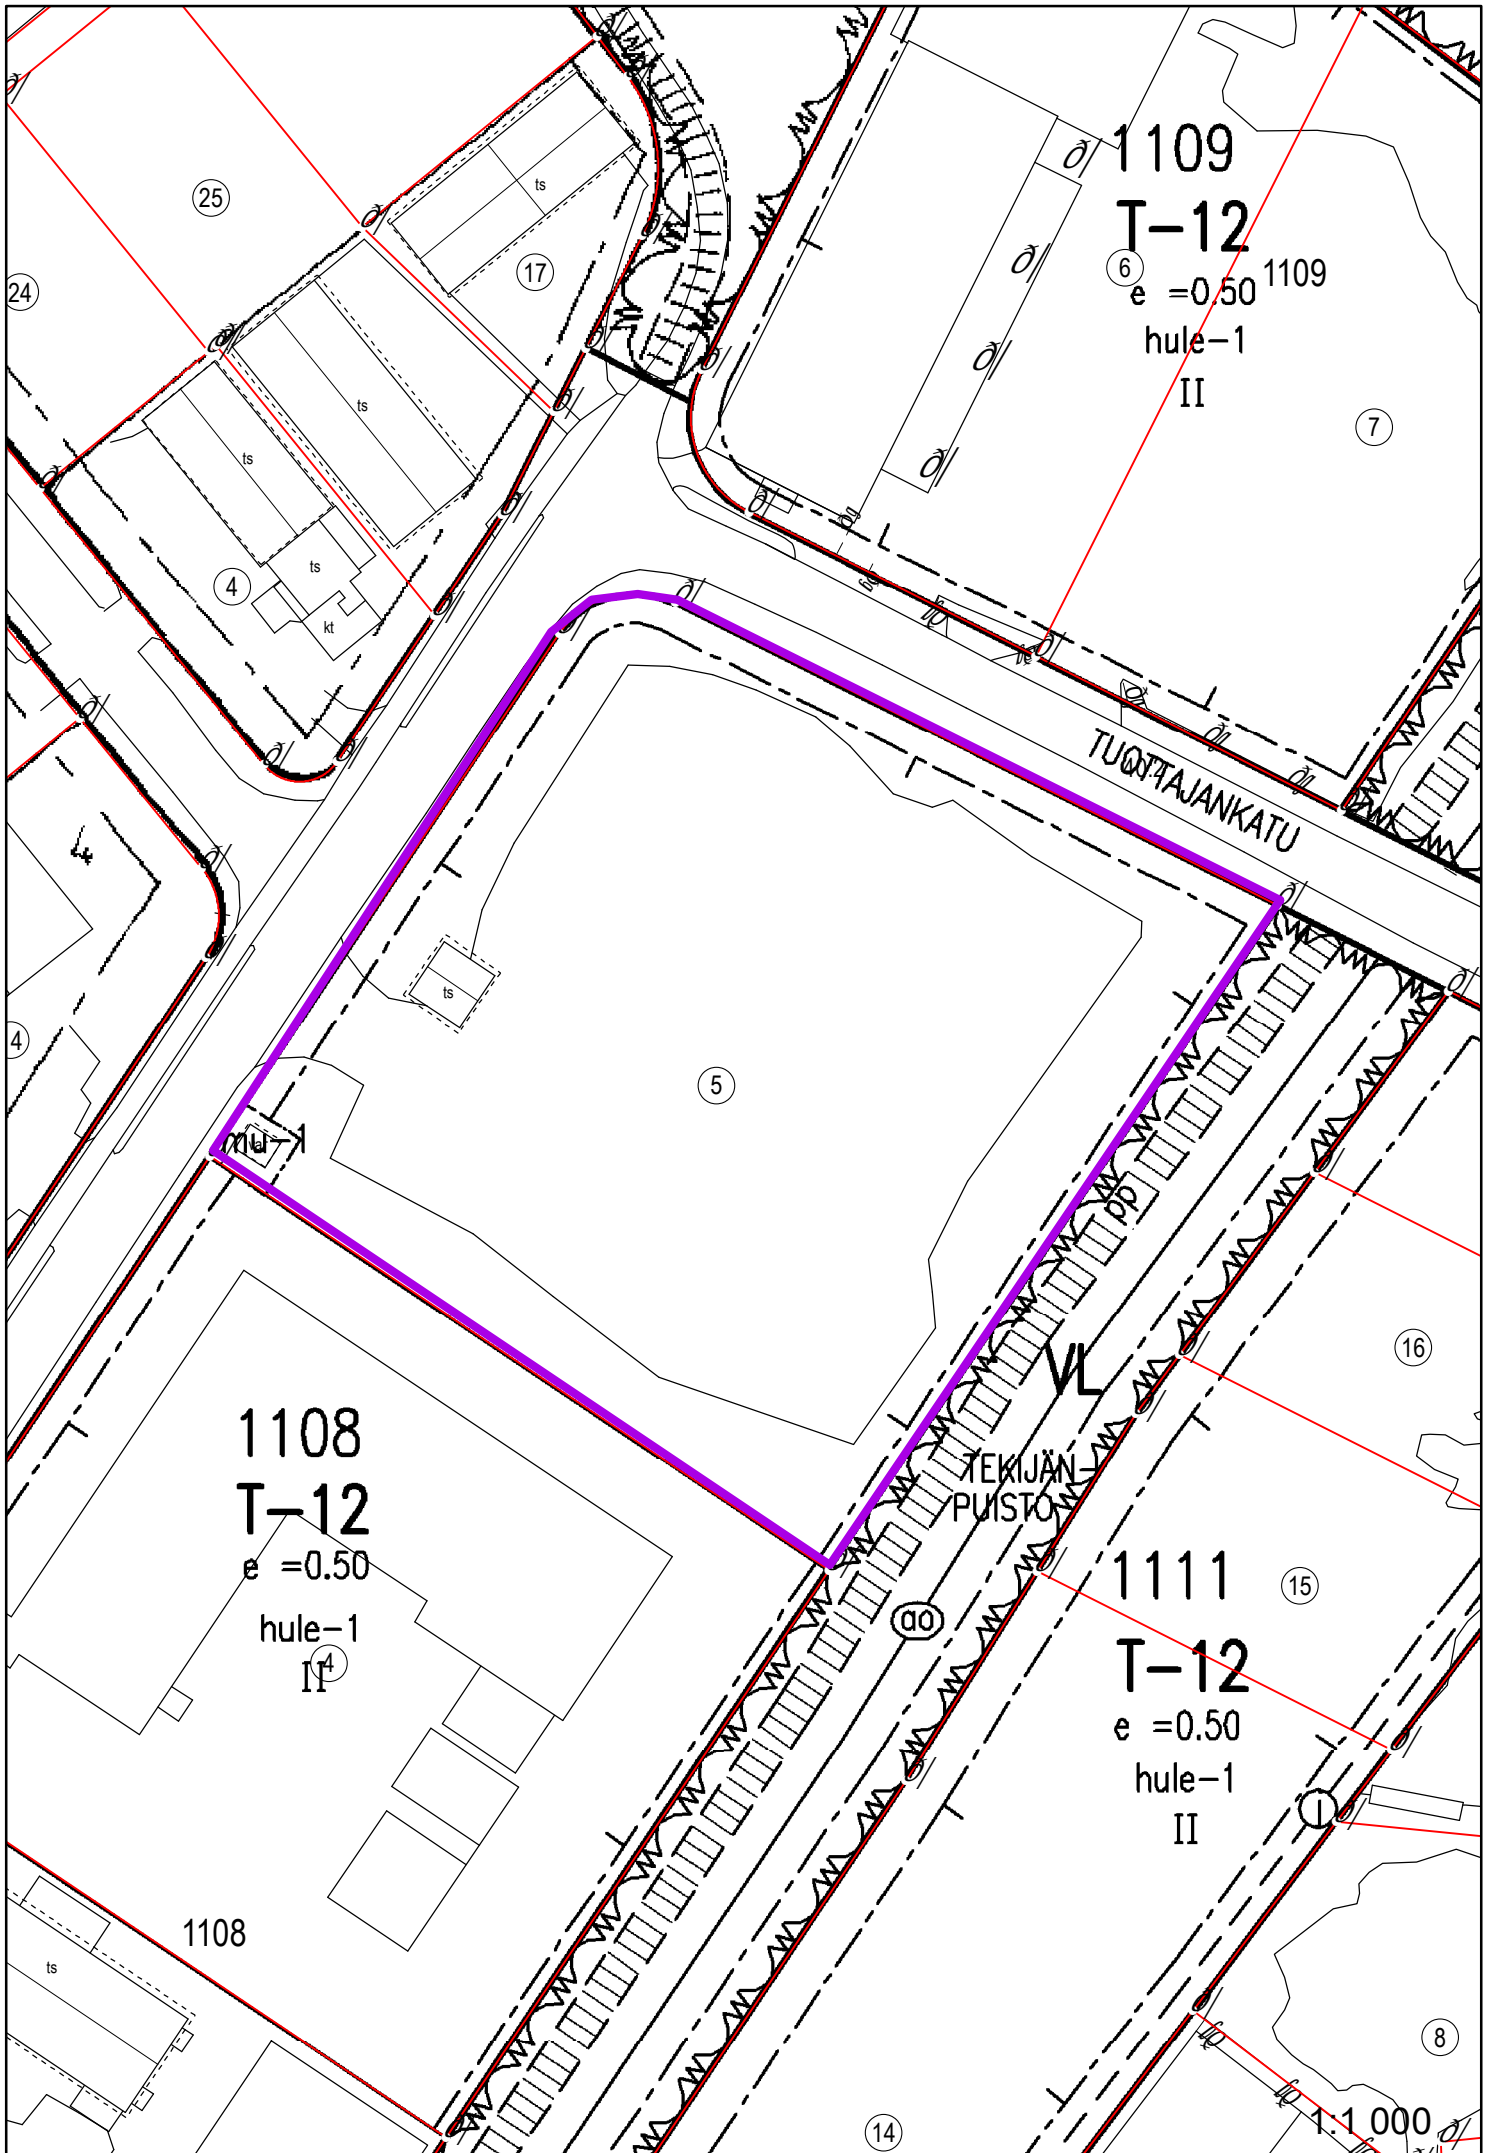 1109
T-12
e =0.50
1109
hule-1
II
6
7
25
24
17
ts
ts
ts
ts
kt
4
TUOTTAJANKATU
4
ts
5
mu-1
pp
VL
16
TEKIJÄN-
PUISTO
1108
T-12
e =0.50
hule-1
II
4
ao
1111
15
T-12
e =0.50
hule-1
II
1108
ts
8
14
1:1 000